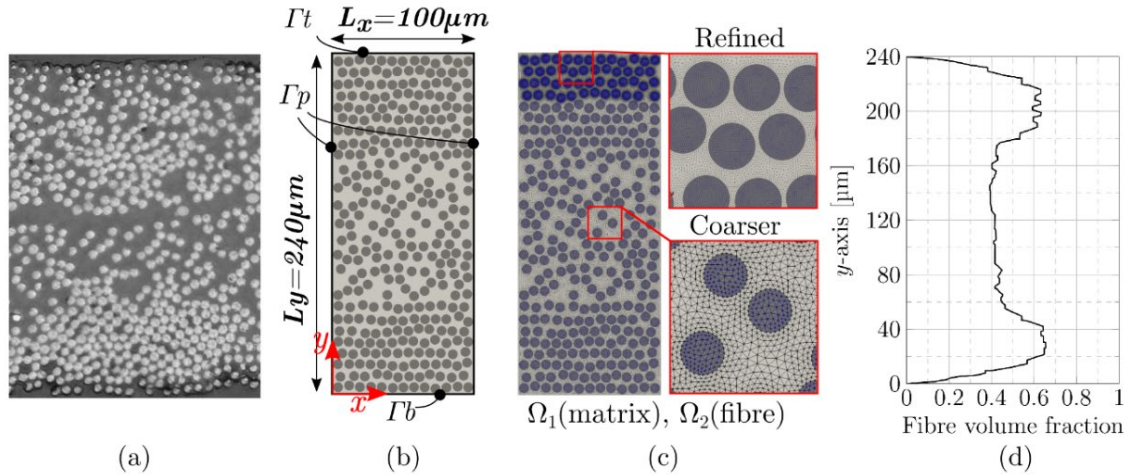 Γt
Lx=100μm
Γp
Ly=240μm
y
x
Γb
(a)
(b)
Refined
Coarser
Ω1(matrix), Ω2(fibre)
(c)
y-axis [μm]
240
220
160
120
80
40
0
0 0.2 0.4 0.6 0.8 1
Fibre volume fraction
(d)